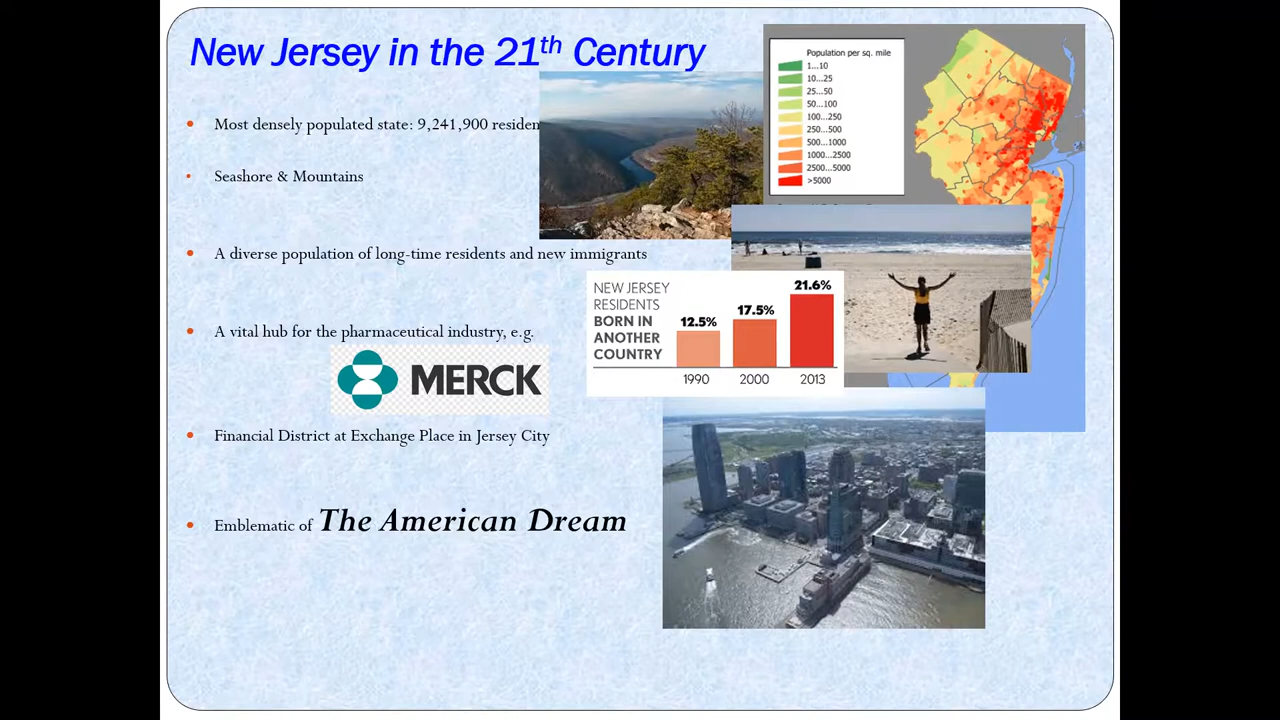 New Jersey in the 21th Century
Most densely populated state: 9,241,900 residen
Seashore & Mountains
A diverse population of long-time residents and new immigrants
A vital hub for the pharmaceutical industry, e.g.
MERCK
Financial District at Exchange Place in Jersey City
Emblematic of The American Dream
Population per sq. mile
1...10
10...25
25...50
50...100
100...250
250...500
500...1000
1000...2500
2500...5000
>5000
NEW JERSEY
RESIDENTS
BORN IN
ANOTHER
COUNTRY
12.5%
17.5%
21.6%
1990
2000
2013